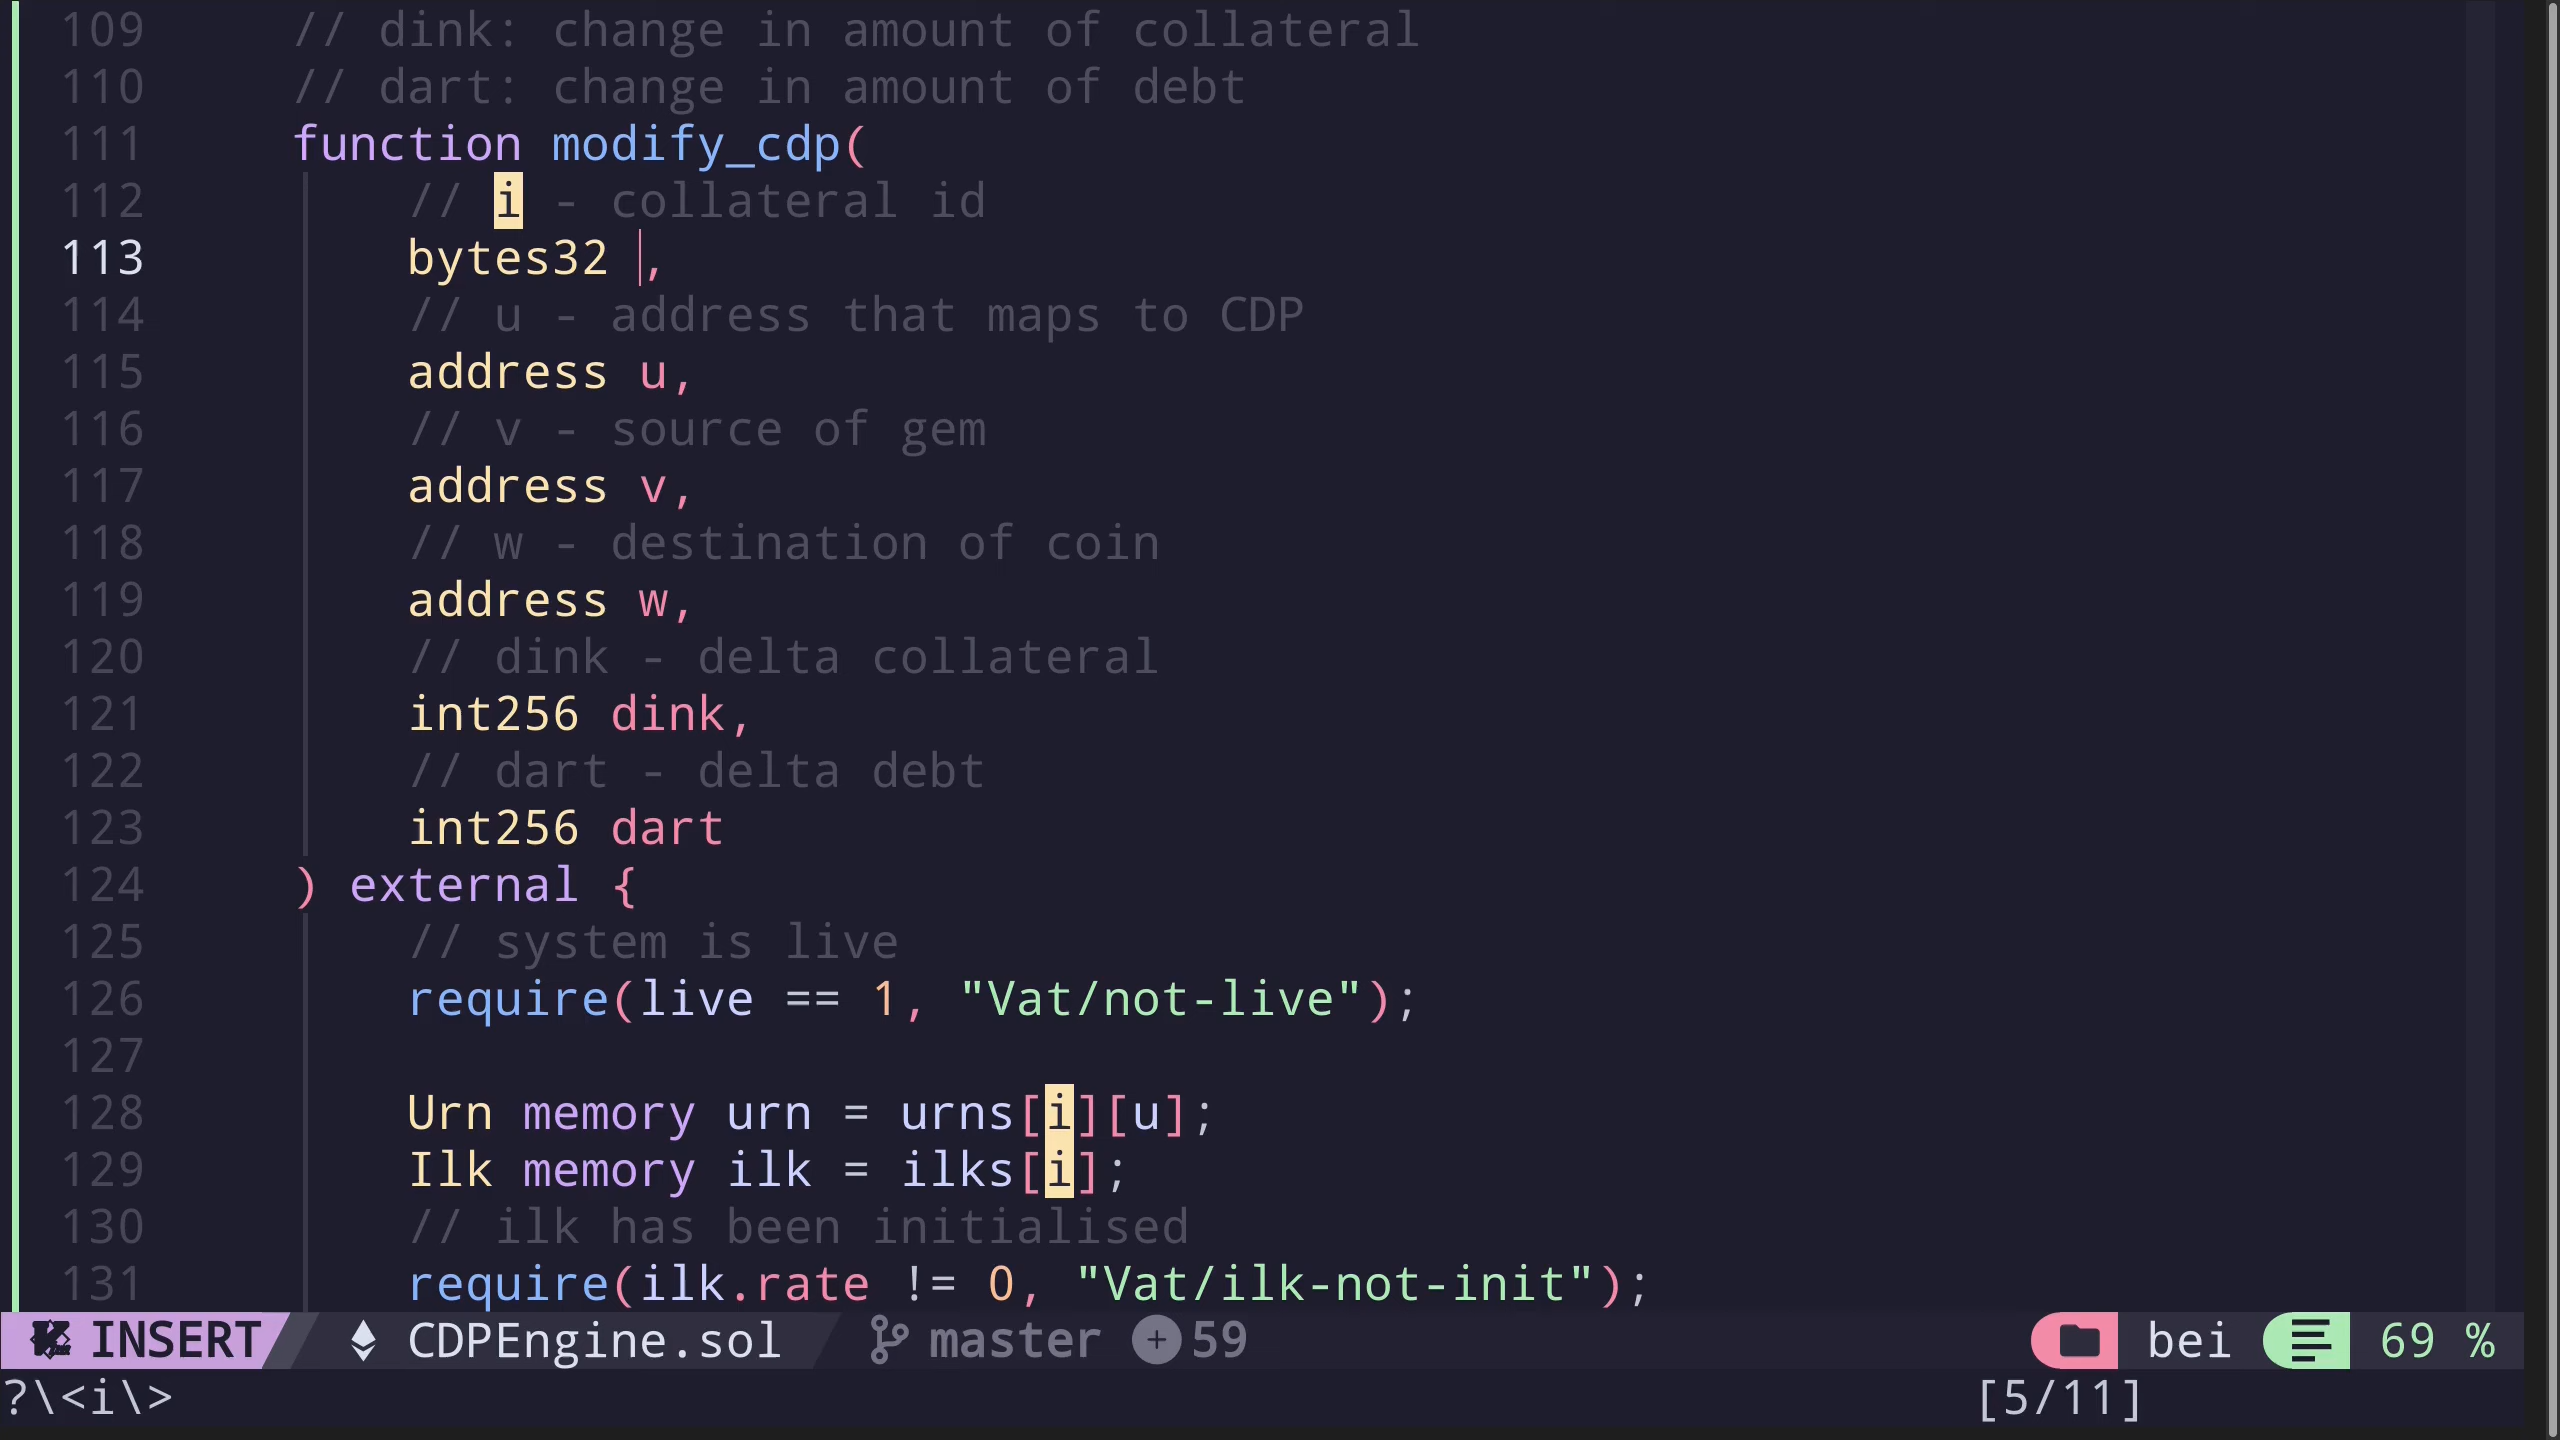 109 // dink: change in amount of collateral
110 // dart: change in amount of debt
111 function modify_cdp(
112 // i - collateral id
113 bytes32 ,
114 // u - address that maps to CDP
115 address u,
116 // v - source of gem
117 address v,
118 // w - destination of coin
119 address w,
120 // dink - delta collateral
121 int256 dink,
122 // dart - delta debt
123 int256 dart
124 ) external {
125 // system is live
126 require(live == 1, "Vat/not-live");
127
128 Urn memory urn = urns[i][u];
129 Ilk memory ilk = ilks[i];
130 // ilk has been initialised
131 require(ilk.rate != 0, "Vat/ilk-not-init");
INSERT CDPEngine.sol master + 59 bei 69 %
?\<i\> [5/11]